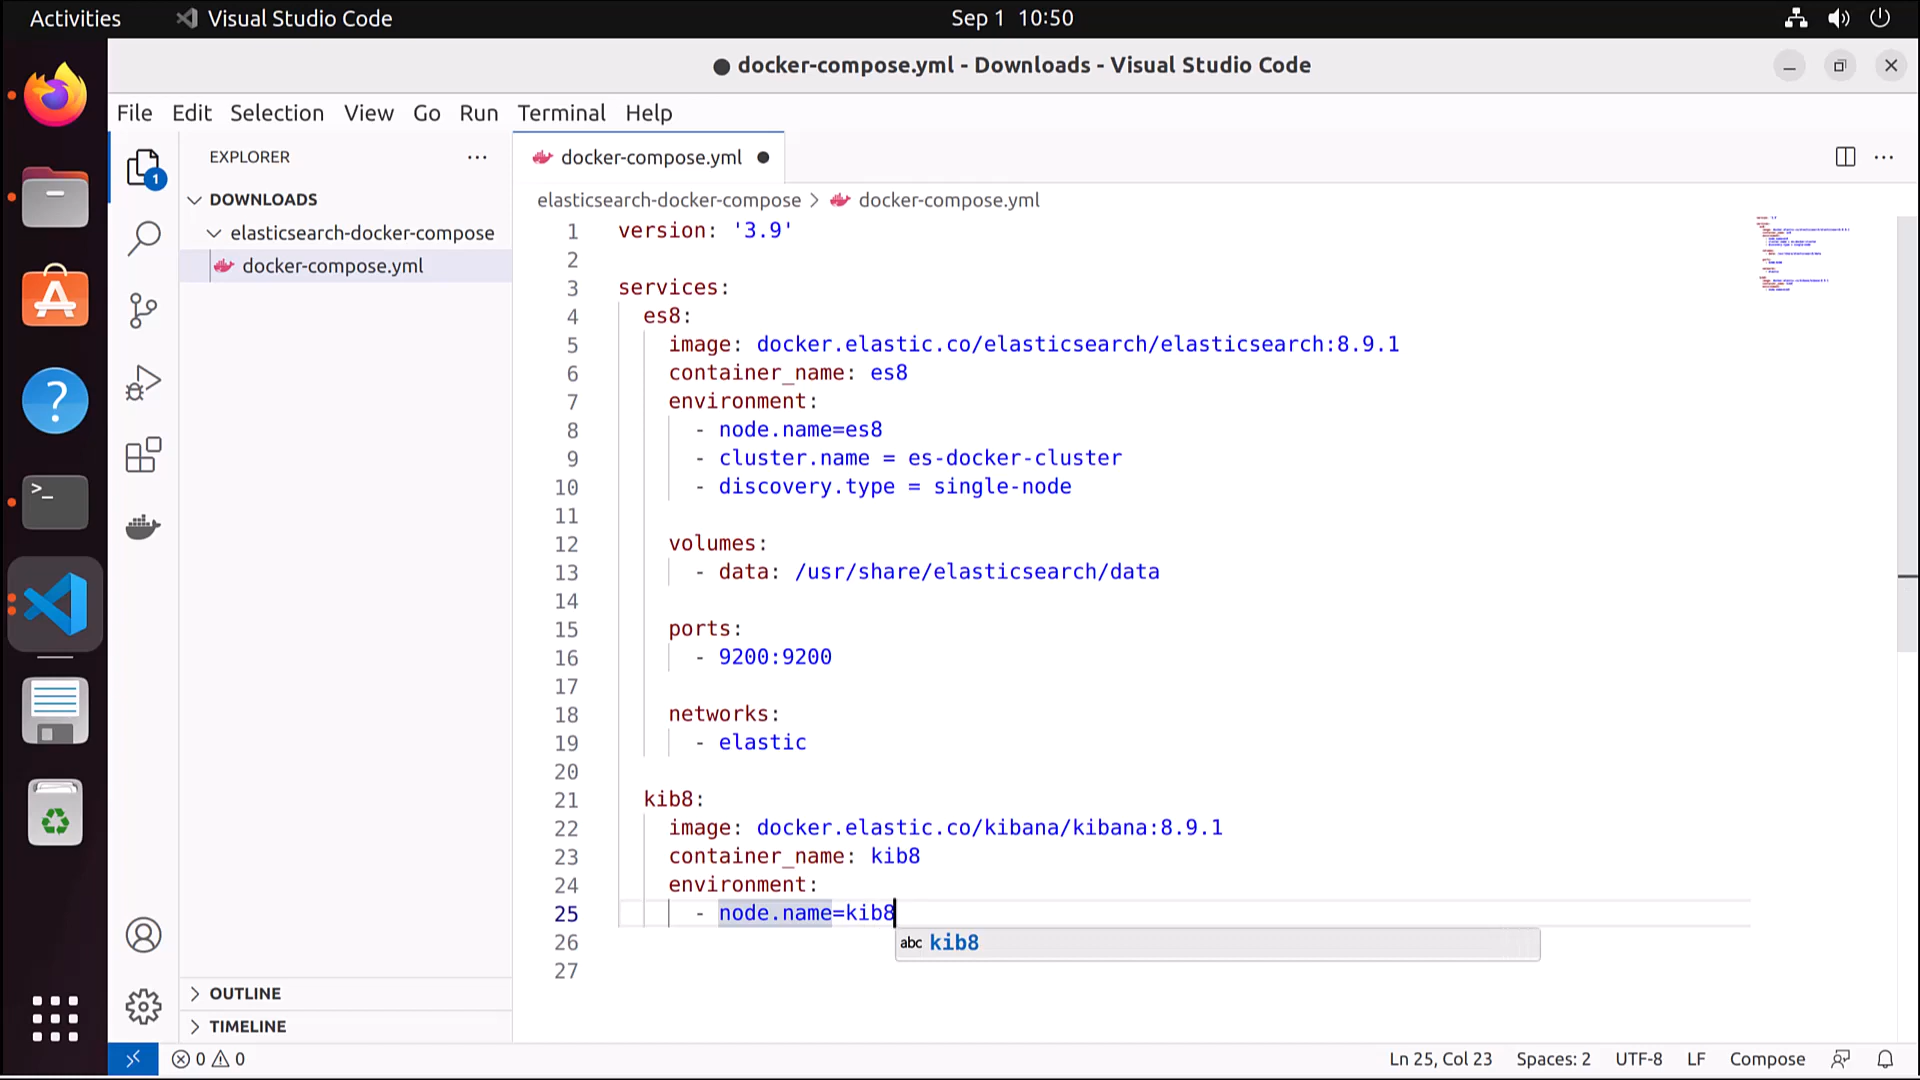 Activities
Visual Studio Code
Sep 1 10:50
docker-compose.yml - Downloads - Visual Studio Code
File Edit Selection View Go Run Terminal Help
EXPLORER
docker-compose.yml
1
DOWNLOADS
elasticsearch-docker-compose
docker-compose.yml
elasticsearch-docker-compose > docker-compose.yml
1 version: '3.9'
2
3 services:
4 es8:
5 image: docker.elastic.co/elasticsearch/elasticsearch:8.9.1
6 container_name: es8
7 environment:
8 - node.name=es8
9 - cluster.name = es-docker-cluster
10 - discovery.type = single-node
11
12 volumes:
13 - data: /usr/share/elasticsearch/data
14
15 ports:
16 - 9200:9200
17
18 networks:
19 - elastic
20
21 kib8:
22 image: docker.elastic.co/kibana/kibana:8.9.1
23 container_name: kib8
24 environment:
25 - node.name=kib8
26
abc kib8
27
OUTLINE
TIMELINE
0 0
Ln 25, Col 23 Spaces: 2 UTF-8 LF Compose